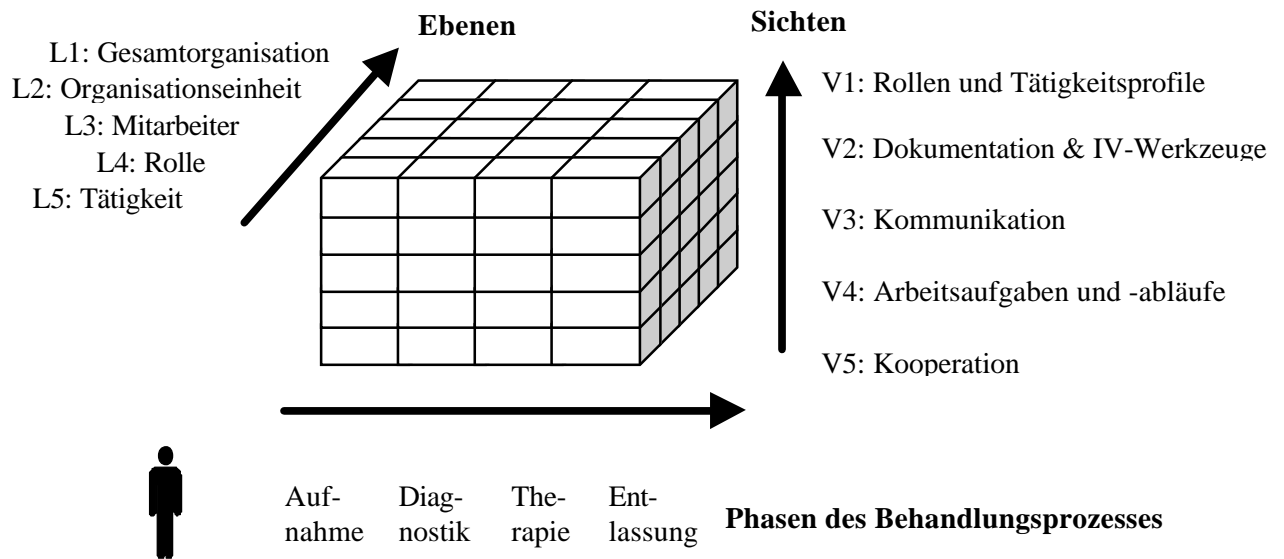 Ebenen
L1: Gesamtorganisation
L2: Organisationseinheit
L3: Mitarbeiter
L4: Rolle
L5: Tätigkeit
Sichten
V1: Rollen und Tätigkeitsprofile
V2: Dokumentation & IV-Werkzeuge
V3: Kommunikation
V4: Arbeitsaufgaben und -abläufe
V5: Kooperation
Auf-
nahme
Diag-
nostik
The-
rapie
Ent-
lassung
Phasen des Behandlungsprozesses